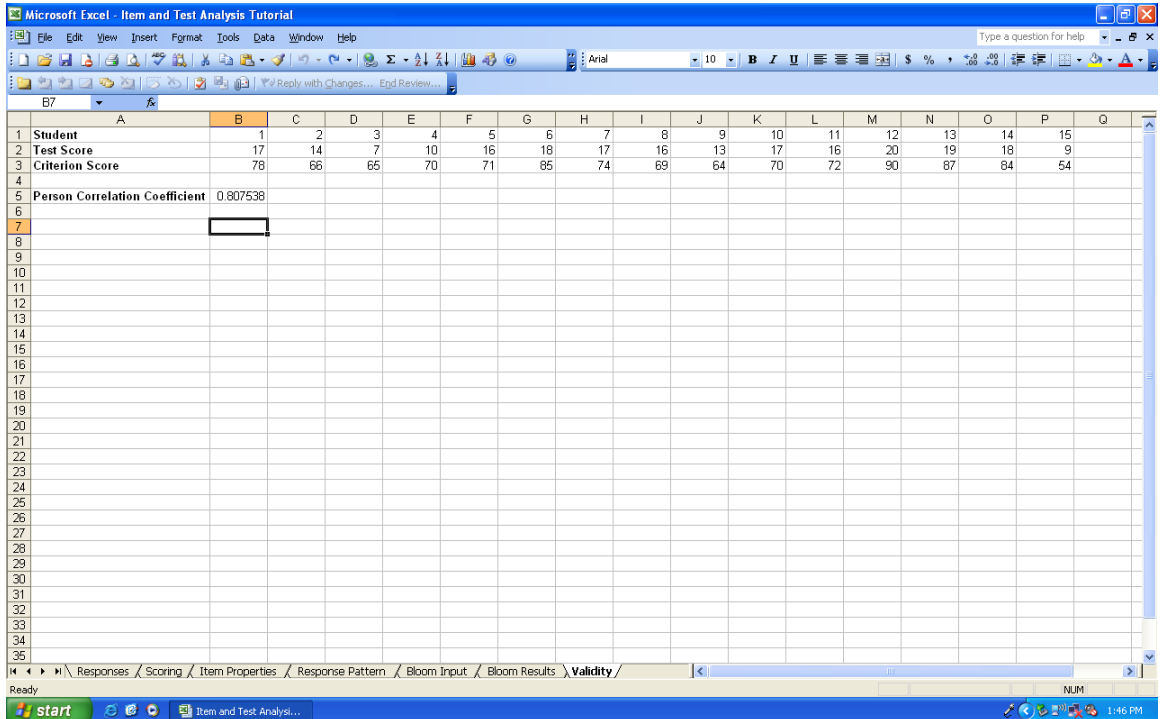 Microsoft Excel - Item and Test Analysis Tutorial
File Edit View Insert Format Tools Data Window Help Type a question for help
Arial 10 B I U $ % ,
Reply with Changes... End Review...
B7 fx
A B C D E F G H I J K L M N O P Q
1 Student 1 2 3 4 5 6 7 8 9 10 11 12 13 14 15
2 Test Score 17 14 7 10 16 18 17 16 13 17 16 20 19 18 9
3 Criterion Score 78 66 65 70 71 85 74 69 64 70 72 90 87 84 54
4
5 Person Correlation Coefficient 0.807538
6
7
8
9
10
11
12
13
14
15
16
17
18
19
20
21
22
23
24
25
26
27
28
29
30
31
32
33
34
35
Responses Scoring Item Properties Response Pattern Bloom Input Bloom Results Validity
Ready NUM
start Item and Test Analysi... 1:46 PM